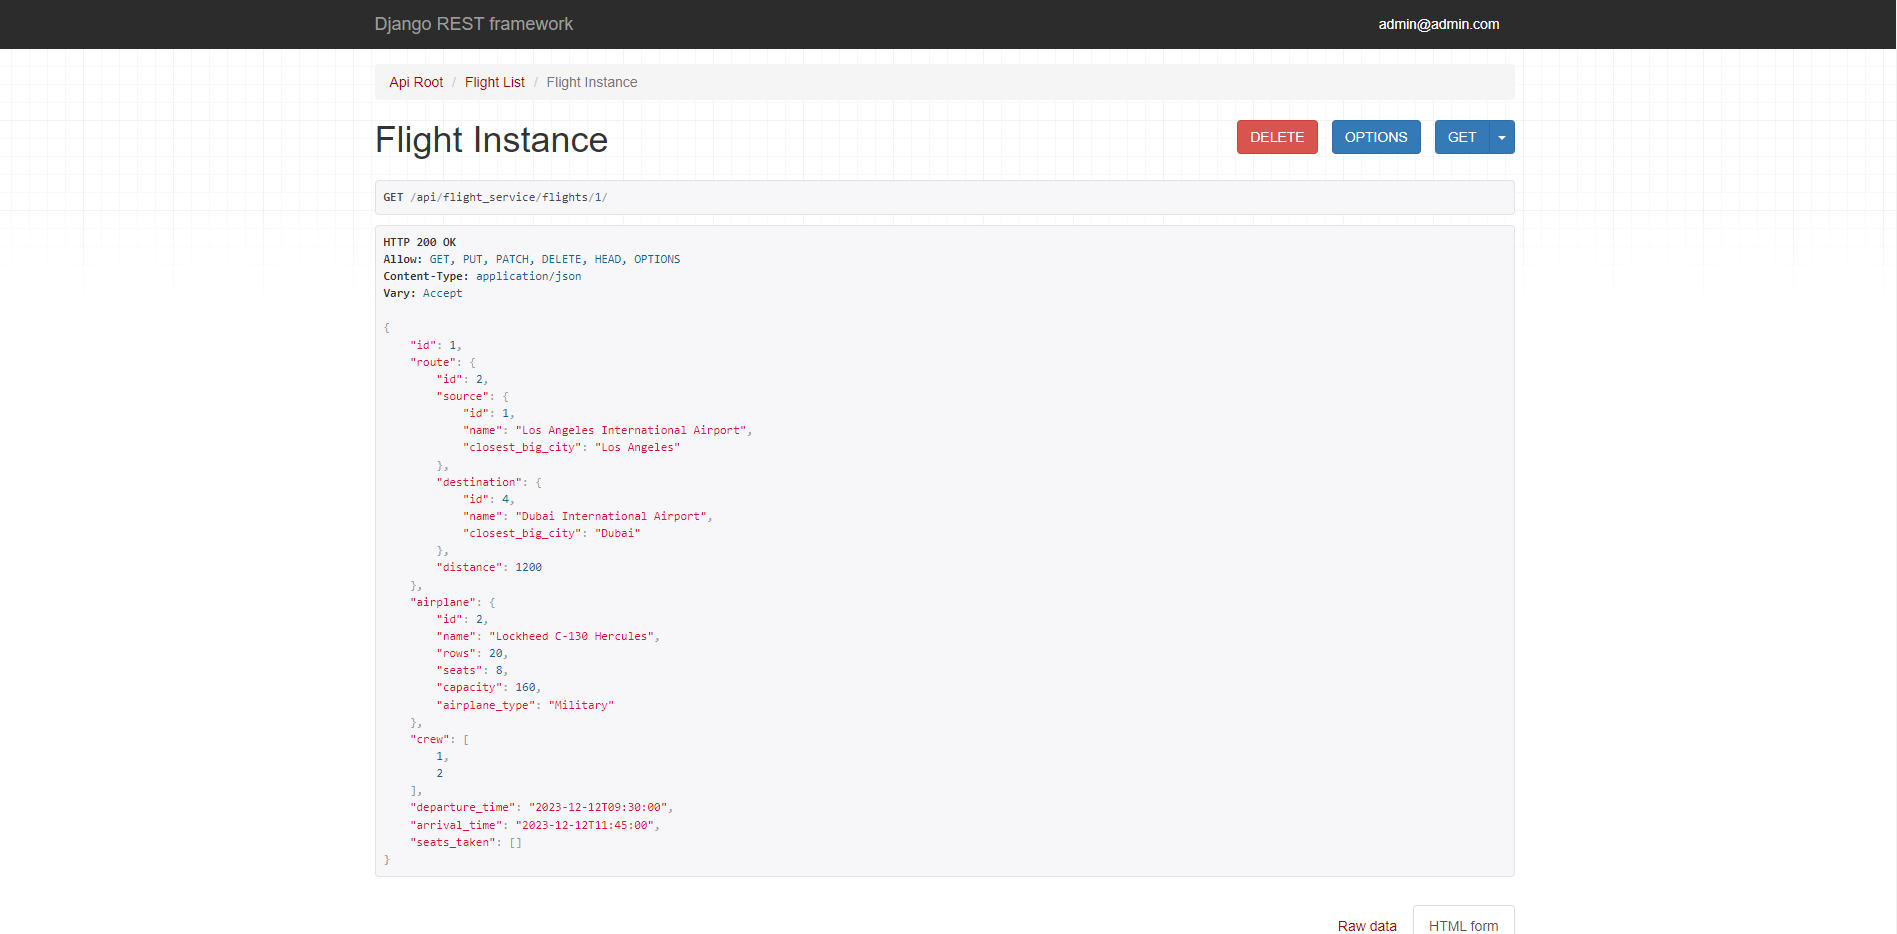 Django REST framework
admin@admin.com
Api Root / Flight List / Flight Instance
Flight Instance
DELETE
OPTIONS
GET
GET /api/flight_service/flights/1/
HTTP 200 OK
Allow: GET, PUT, PATCH, DELETE, HEAD, OPTIONS
Content-Type: application/json
Vary: Accept
{
    "id": 1,
    "route": {
        "id": 2,
        "source": {
            "id": 1,
            "name": "Los Angeles International Airport",
            "closest_big_city": "Los Angeles"
        },
        "destination": {
            "id": 4,
            "name": "Dubai International Airport",
            "closest_big_city": "Dubai"
        },
        "distance": 1200
    },
    "airplane": {
        "id": 2,
        "name": "Lockheed C-130 Hercules",
        "rows": 20,
        "seats": 8,
        "capacity": 160,
        "airplane_type": "Military"
    },
    "crew": [
        1,
        2
    ],
    "departure_time": "2023-12-12T09:30:00",
    "arrival_time": "2023-12-12T11:45:00",
    "seats_taken": []
}
Raw data
HTML form